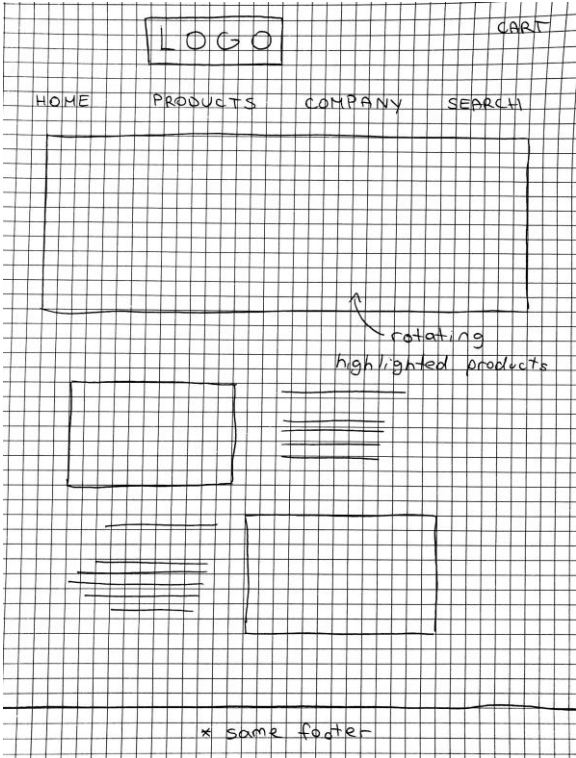 LOGO
CART
HOME PRODUCTS COMPANY SEARCH
rotating
highlighted products
* same footer